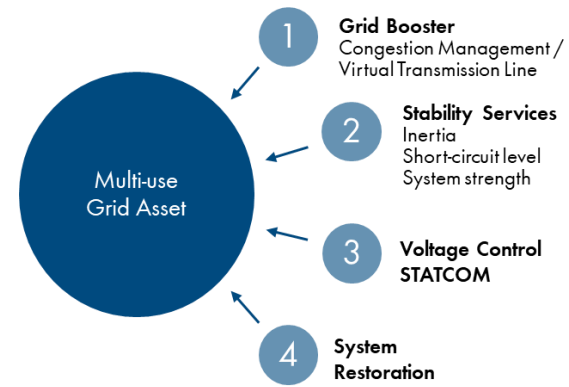 Multi-use
Grid Asset
1
Grid Booster
Congestion Management /
Virtual Transmission Line
2
Stability Services
Inertia
Short-circuit level
System strength
3
Voltage Control
STATCOM
4
System
Restoration